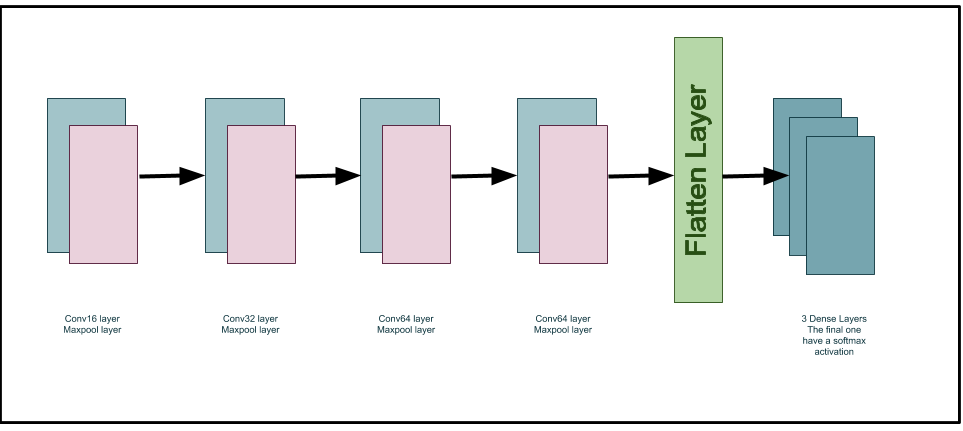 Flatten Layer
Conv16 layer
Maxpool layer
Conv32 layer
Maxpool layer
Conv64 layer
Maxpool layer
Conv64 layer
Maxpool layer
3 Dense Layers
The final one
have a softmax
activation